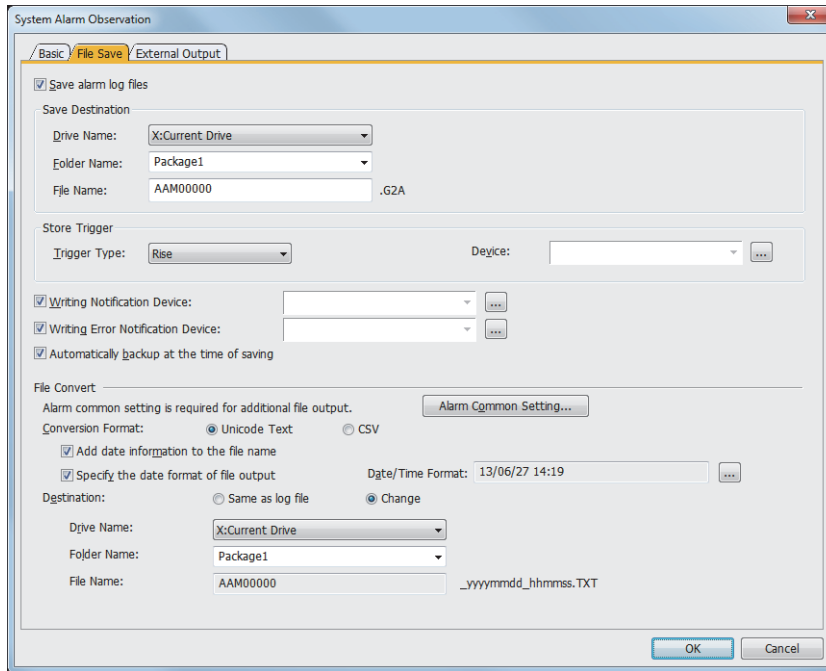 System Alarm Observation
Basic File Save External Output
Save alarm log files
Save Destination
Drive Name: X:Current Drive
Folder Name: Package1
File Name: AAM00000 .G2A
Store Trigger
Trigger Type: Rise Device: ...
Writing Notification Device: ...
Writing Error Notification Device: ...
Automatically backup at the time of saving
File Convert
Alarm common setting is required for additional file output. Alarm Common Setting...
Conversion Format: Unicode Text CSV
Add date information to the file name
Specify the date format of file output Date/Time Format: 13/06/27 14:19 ...
Destination: Same as log file Change
Drive Name: X:Current Drive
Folder Name: Package1
File Name: AAM00000 _yyyymmdd_hhmmss.TXT
OK Cancel